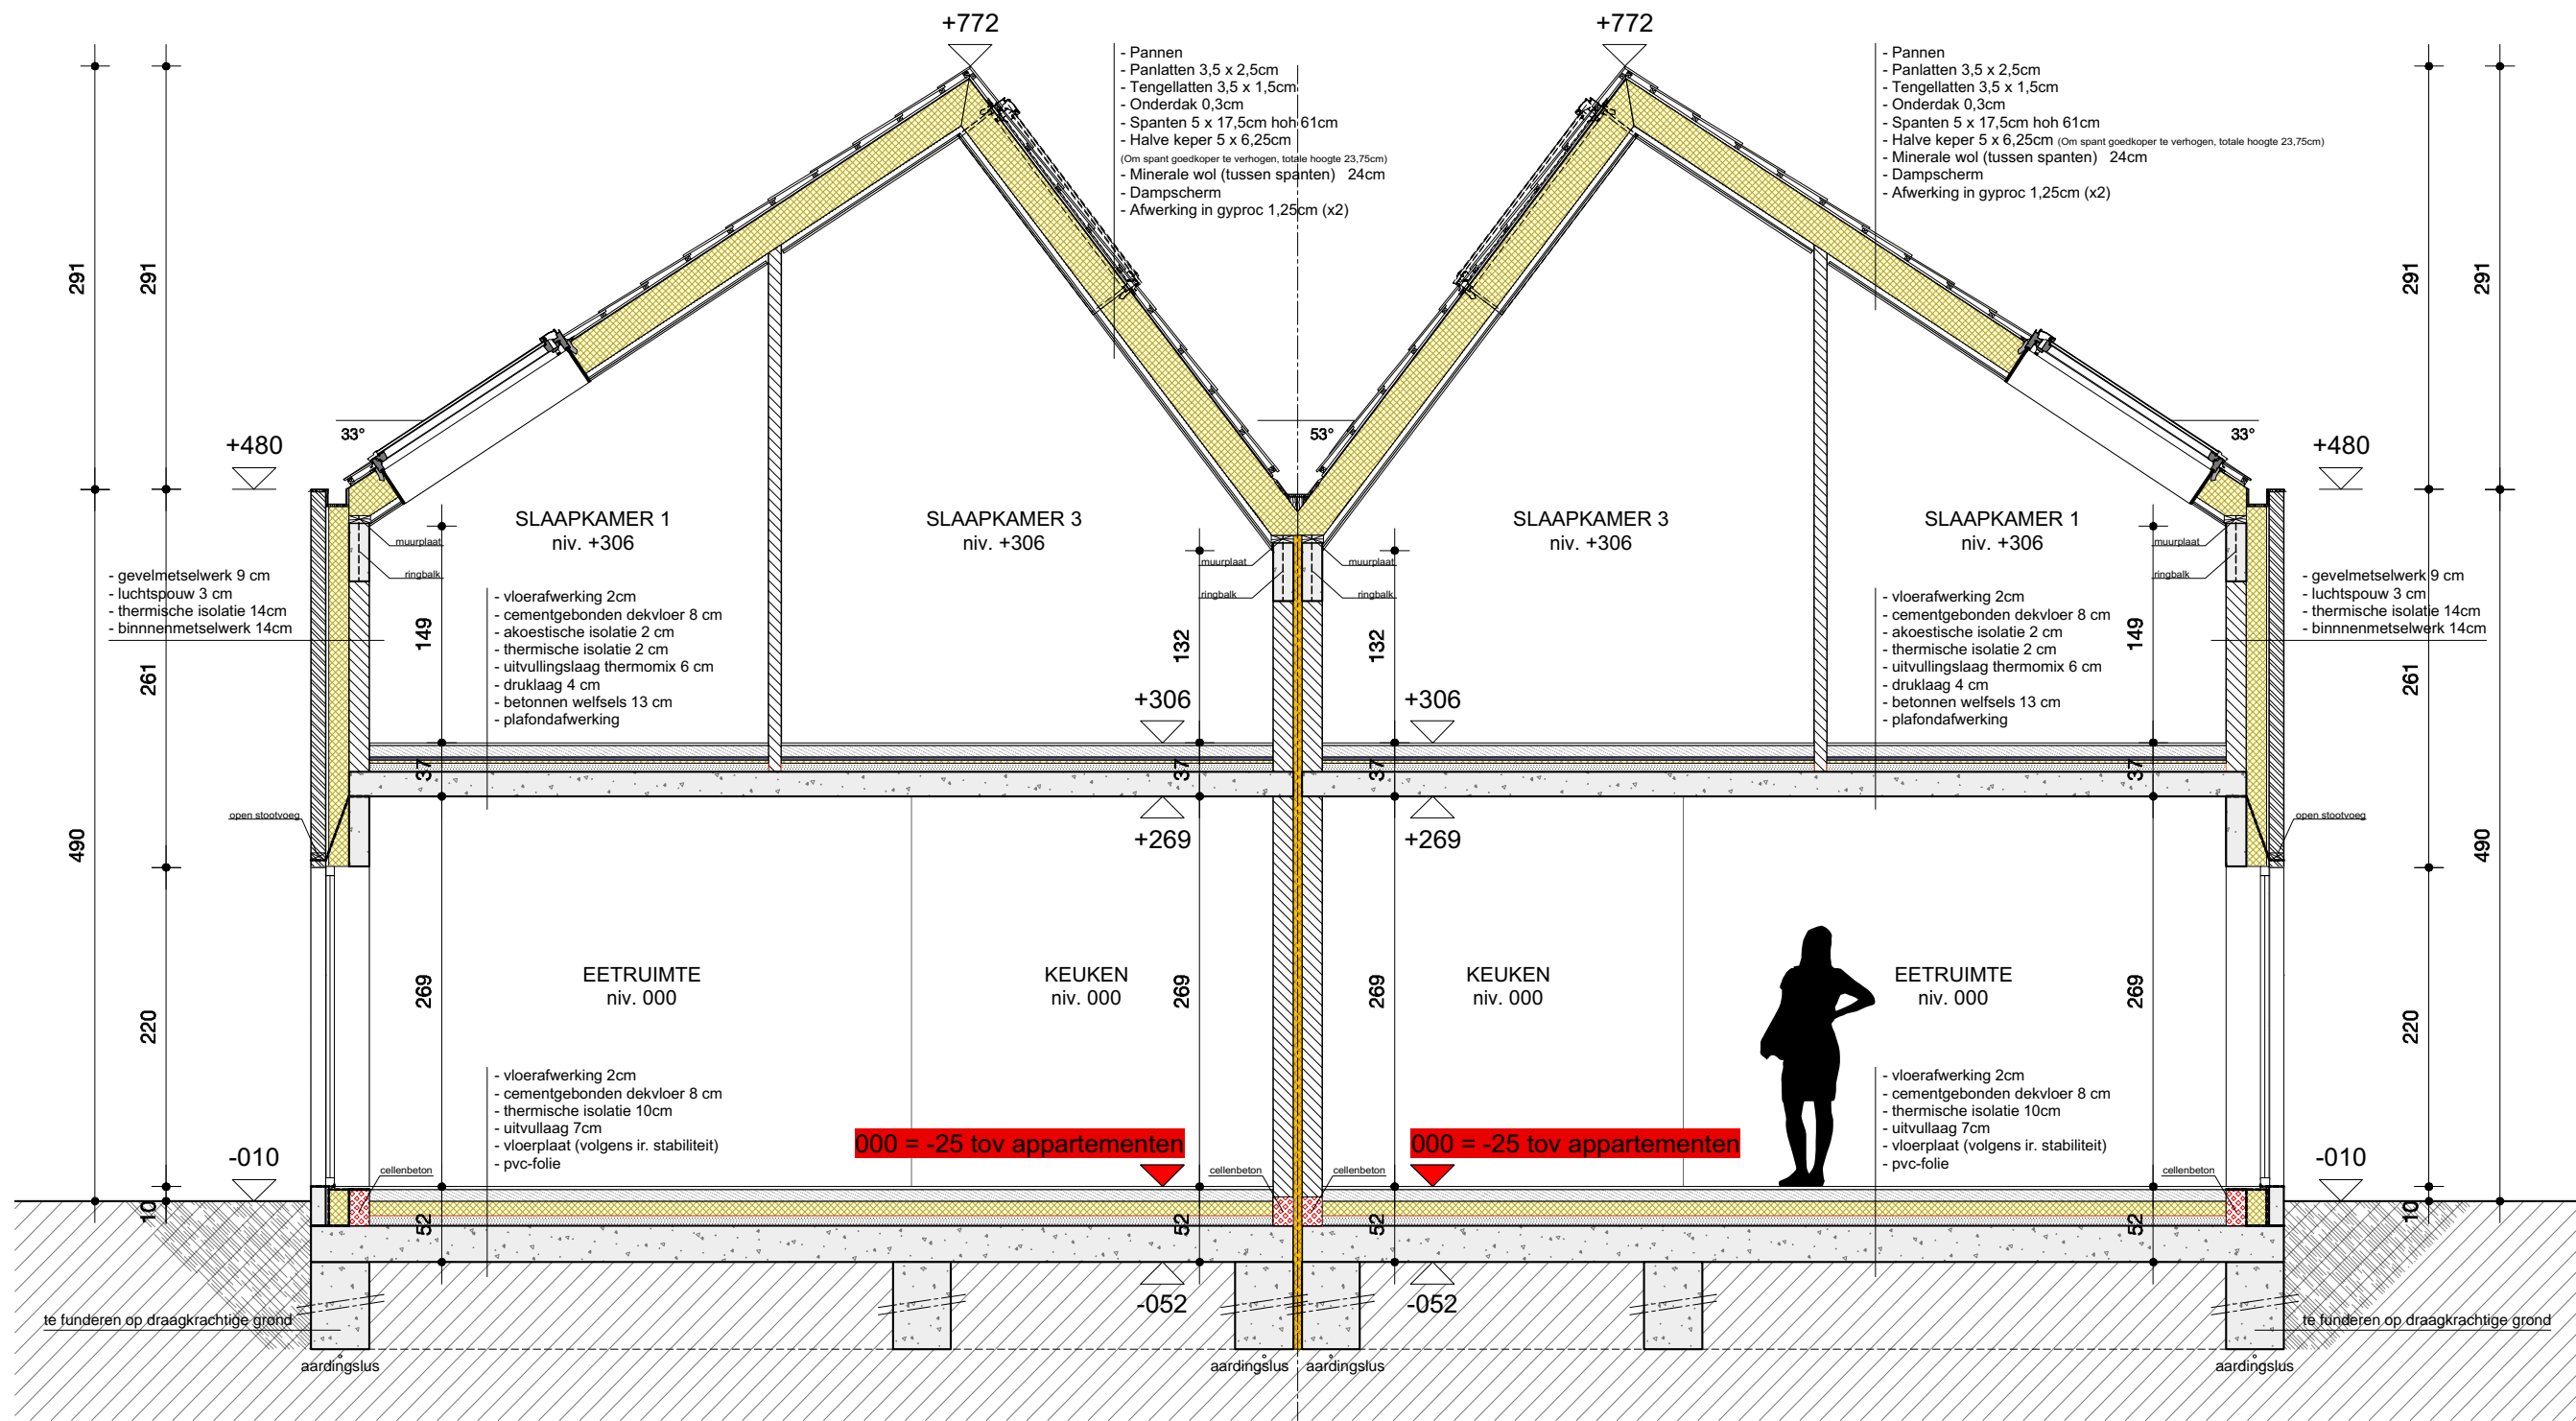 +772
+772
- Pannen
- Panlatten 3,5 x 2,5cm
- Tengellatten 3,5 x 1,5cm
- Onderdak 0,3cm
- Spanten 5 x 17,5cm hoh 61cm
- Halve keper 5 x 6,25cm
(Om spant goedkoper te verhogen, totale hoogte 23,75cm)
- Minerale wol (tussen spanten) 24cm
- Dampscherm
- Afwerking in gyproc 1,25cm (x2)
- Pannen
- Panlatten 3,5 x 2,5cm
- Tengellatten 3,5 x 1,5cm
- Onderdak 0,3cm
- Spanten 5 x 17,5cm hoh 61cm
- Halve keper 5 x 6,25cm (Om spant goedkoper te verhogen, totale hoogte 23,75cm)
- Minerale wol (tussen spanten) 24cm
- Dampscherm
- Afwerking in gyproc 1,25cm (x2)
291
291
291
291
33°
53°
33°
+480
+480
SLAAPKAMER 1
niv. +306
SLAAPKAMER 3
niv. +306
SLAAPKAMER 3
niv. +306
SLAAPKAMER 1
niv. +306
muurplaat
ringbalk
muurplaat
ringbalk
muurplaat
ringbalk
muurplaat
ringbalk
- gevelmetselwerk 9 cm
- luchtspouw 3 cm
- thermische isolatie 14cm
- binnnenmetselwerk 14cm
- vloerafwerking 2cm
- cementgebonden dekvloer 8 cm
- akoestische isolatie 2 cm
- thermische isolatie 2 cm
- uitvullingslaag thermomix 6 cm
- druklaag 4 cm
- betonnen welfsels 13 cm
- plafondafwerking
- vloerafwerking 2cm
- cementgebonden dekvloer 8 cm
- akoestische isolatie 2 cm
- thermische isolatie 2 cm
- uitvullingslaag thermomix 6 cm
- druklaag 4 cm
- betonnen welfsels 13 cm
- plafondafwerking
- gevelmetselwerk 9 cm
- luchtspouw 3 cm
- thermische isolatie 14cm
- binnnenmetselwerk 14cm
261
149
132
132
149
261
+306
+306
37
37
37
37
+269
+269
open stootvoeg
open stootvoeg
490
490
EETRUIMTE
niv. 000
KEUKEN
niv. 000
KEUKEN
niv. 000
EETRUIMTE
niv. 000
220
269
269
269
269
220
- vloerafwerking 2cm
- cementgebonden dekvloer 8 cm
- thermische isolatie 10cm
- uitvullaag 7cm
- vloerplaat (volgens ir. stabiliteit)
- pvc-folie
- vloerafwerking 2cm
- cementgebonden dekvloer 8 cm
- thermische isolatie 10cm
- uitvullaag 7cm
- vloerplaat (volgens ir. stabiliteit)
- pvc-folie
000 = -25 tov appartementen
000 = -25 tov appartementen
-010
-010
cellenbeton
cellenbeton
cellenbeton
cellenbeton
10
52
52
52
52
10
-052
-052
te funderen op draagkrachtige grond
te funderen op draagkrachtige grond
aardingslus
aardingslus
aardingslus
aardingslus